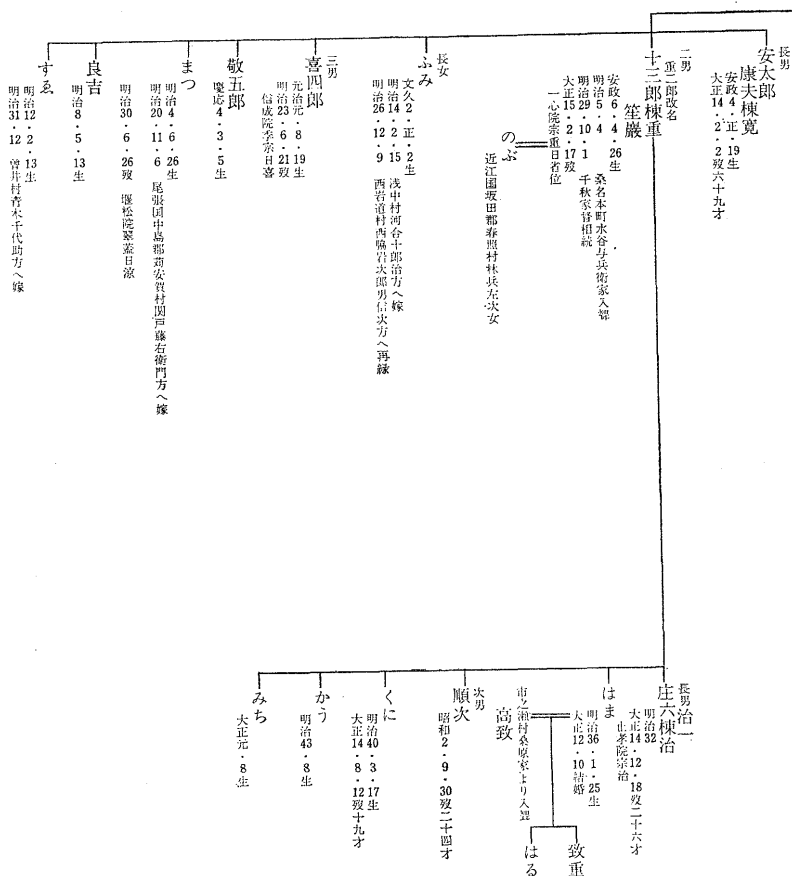 長男
安太郎
康夫棟寛
安政4・正・19生
大正14・2・2歿六十九才
二男
重二郎改名
十三郎棟重
笙巌
安政6・4・26生
明治5・4 桑名本町水谷与兵衛家入聟
明治29・10・1 千秋家督相続
大正15・2・17歿
一心院宗重日省位
のぶ
近江国坂田郡春照村林兵左次女
長女
ふみ
文久2・正・2生
明治14・2・15 浅中村河合十郎治方へ嫁
明治26・12・9 西岩道村西脇岩次郎男信次方へ再縁
三男
喜四郎
元治元・8・19生
明治23・6・21歿
信成院季宗日喜
敬五郎
慶応4・3・5生
まつ
明治4・6・26生
明治20・11・6 尾張国中島郡苅安賀村関戸藤右衛門方へ嫁
明治30・6・26歿 堰松院翠蓋日涼
良吉
明治8・5・13生
すゑ
明治12・2・13生
明治31・12 曽井村青木千代助方へ嫁
長男
治一
庄六棟治
明治32
大正14・12・18歿二十六才
止孝院宗治
はま
明治36・1・25生
大正12・10結婚
市之瀬村桑原家より入聟
高致
致重
はる
次男
順次
昭和2・9・30歿二十四才
くに
明治40・3・17生
大正14・8・12歿十九才
かう
明治43・8生
みち
大正元・8生